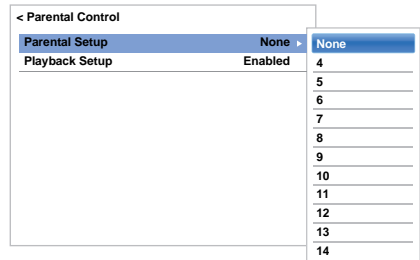 < Parental Control
Parental Setup None
Playback Setup Enabled
None
4
5
6
7
8
9
10
11
12
13
14